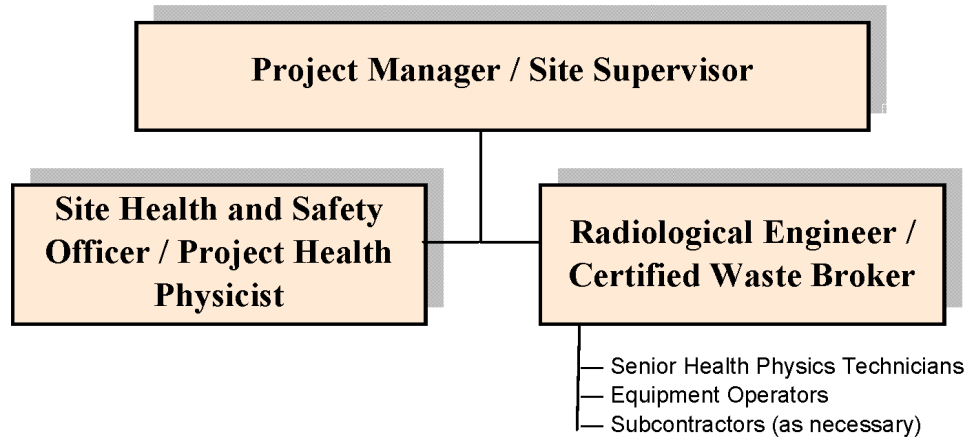 Project Manager / Site Supervisor
Site Health and Safety
Officer / Project Health
Physicist
Radiological Engineer /
Certified Waste Broker
Senior Health Physics Technicians
Equipment Operators
Subcontractors (as necessary)